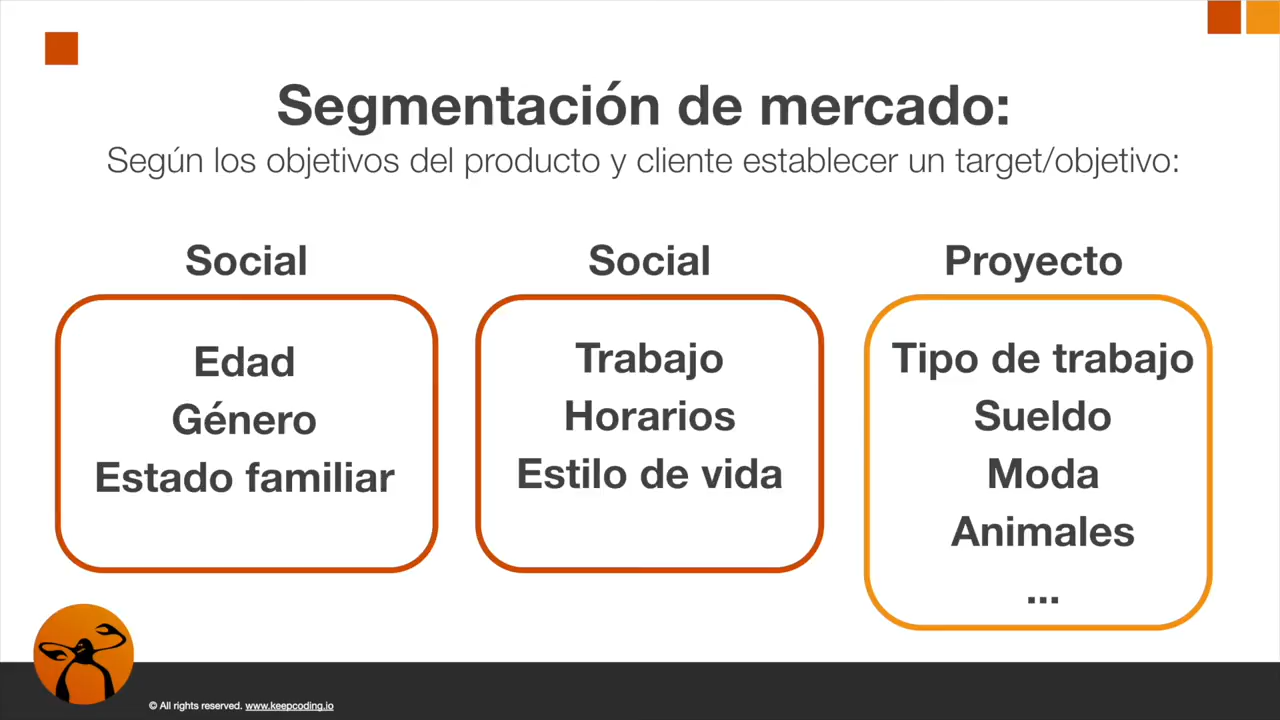 Segmentación de mercado:
Según los objetivos del producto y cliente establecer un target/objetivo:
Social
Edad
Género
Estado familiar
Social
Trabajo
Horarios
Estilo de vida
Proyecto
Tipo de trabajo
Sueldo
Moda
Animales
...
© All rights reserved. www.keepcoding.io